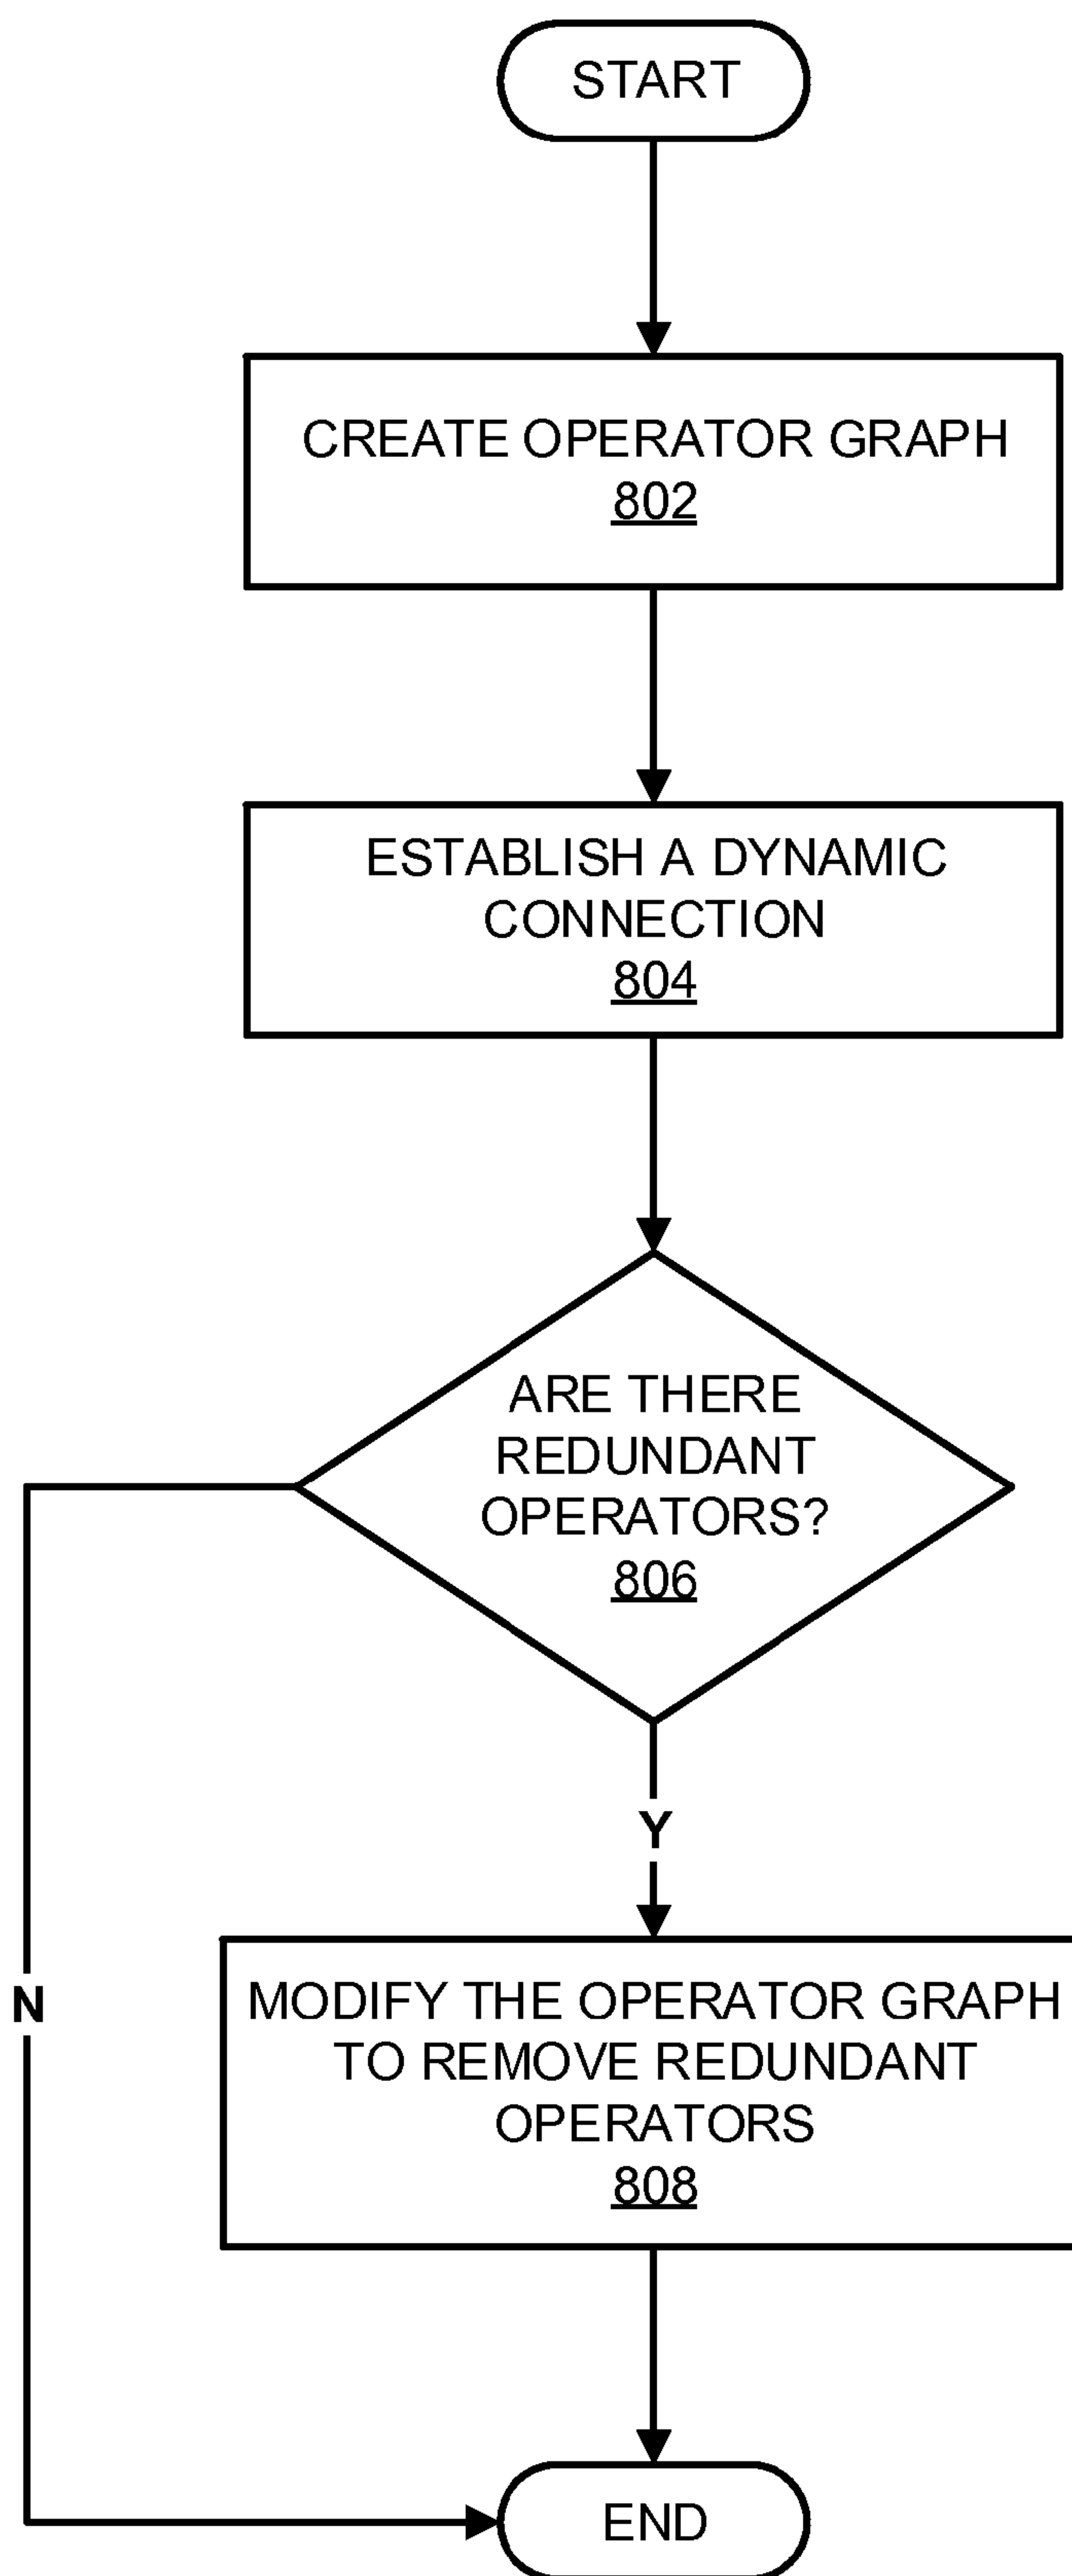 START
CREATE OPERATOR GRAPH
802
ESTABLISH A DYNAMIC
CONNECTION
804
ARE THERE
REDUNDANT
OPERATORS?
806
Y
N
MODIFY THE OPERATOR GRAPH
TO REMOVE REDUNDANT
OPERATORS
808
END